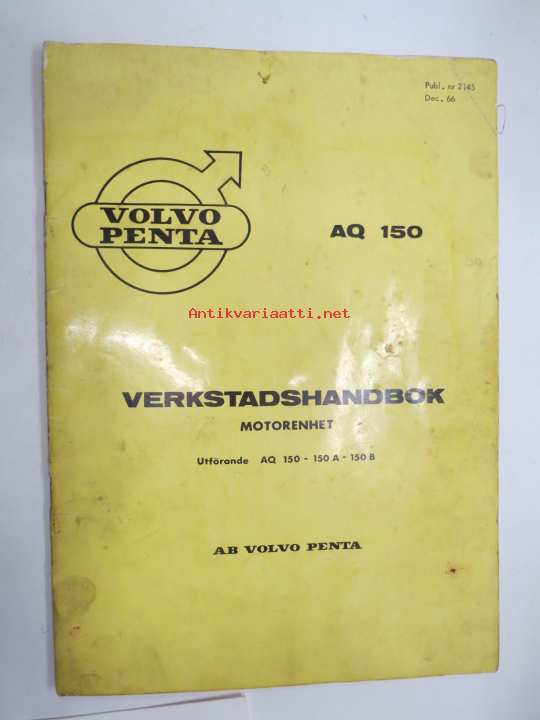 Publ. nr 2145
Dec. 66
VOLVO
PENTA
AQ 150
Antikvariaatti.net
VERKSTADSHANDBOK
MOTORENHET
Utförande AQ 150 - 150 A - 150 B
AB VOLVO PENTA